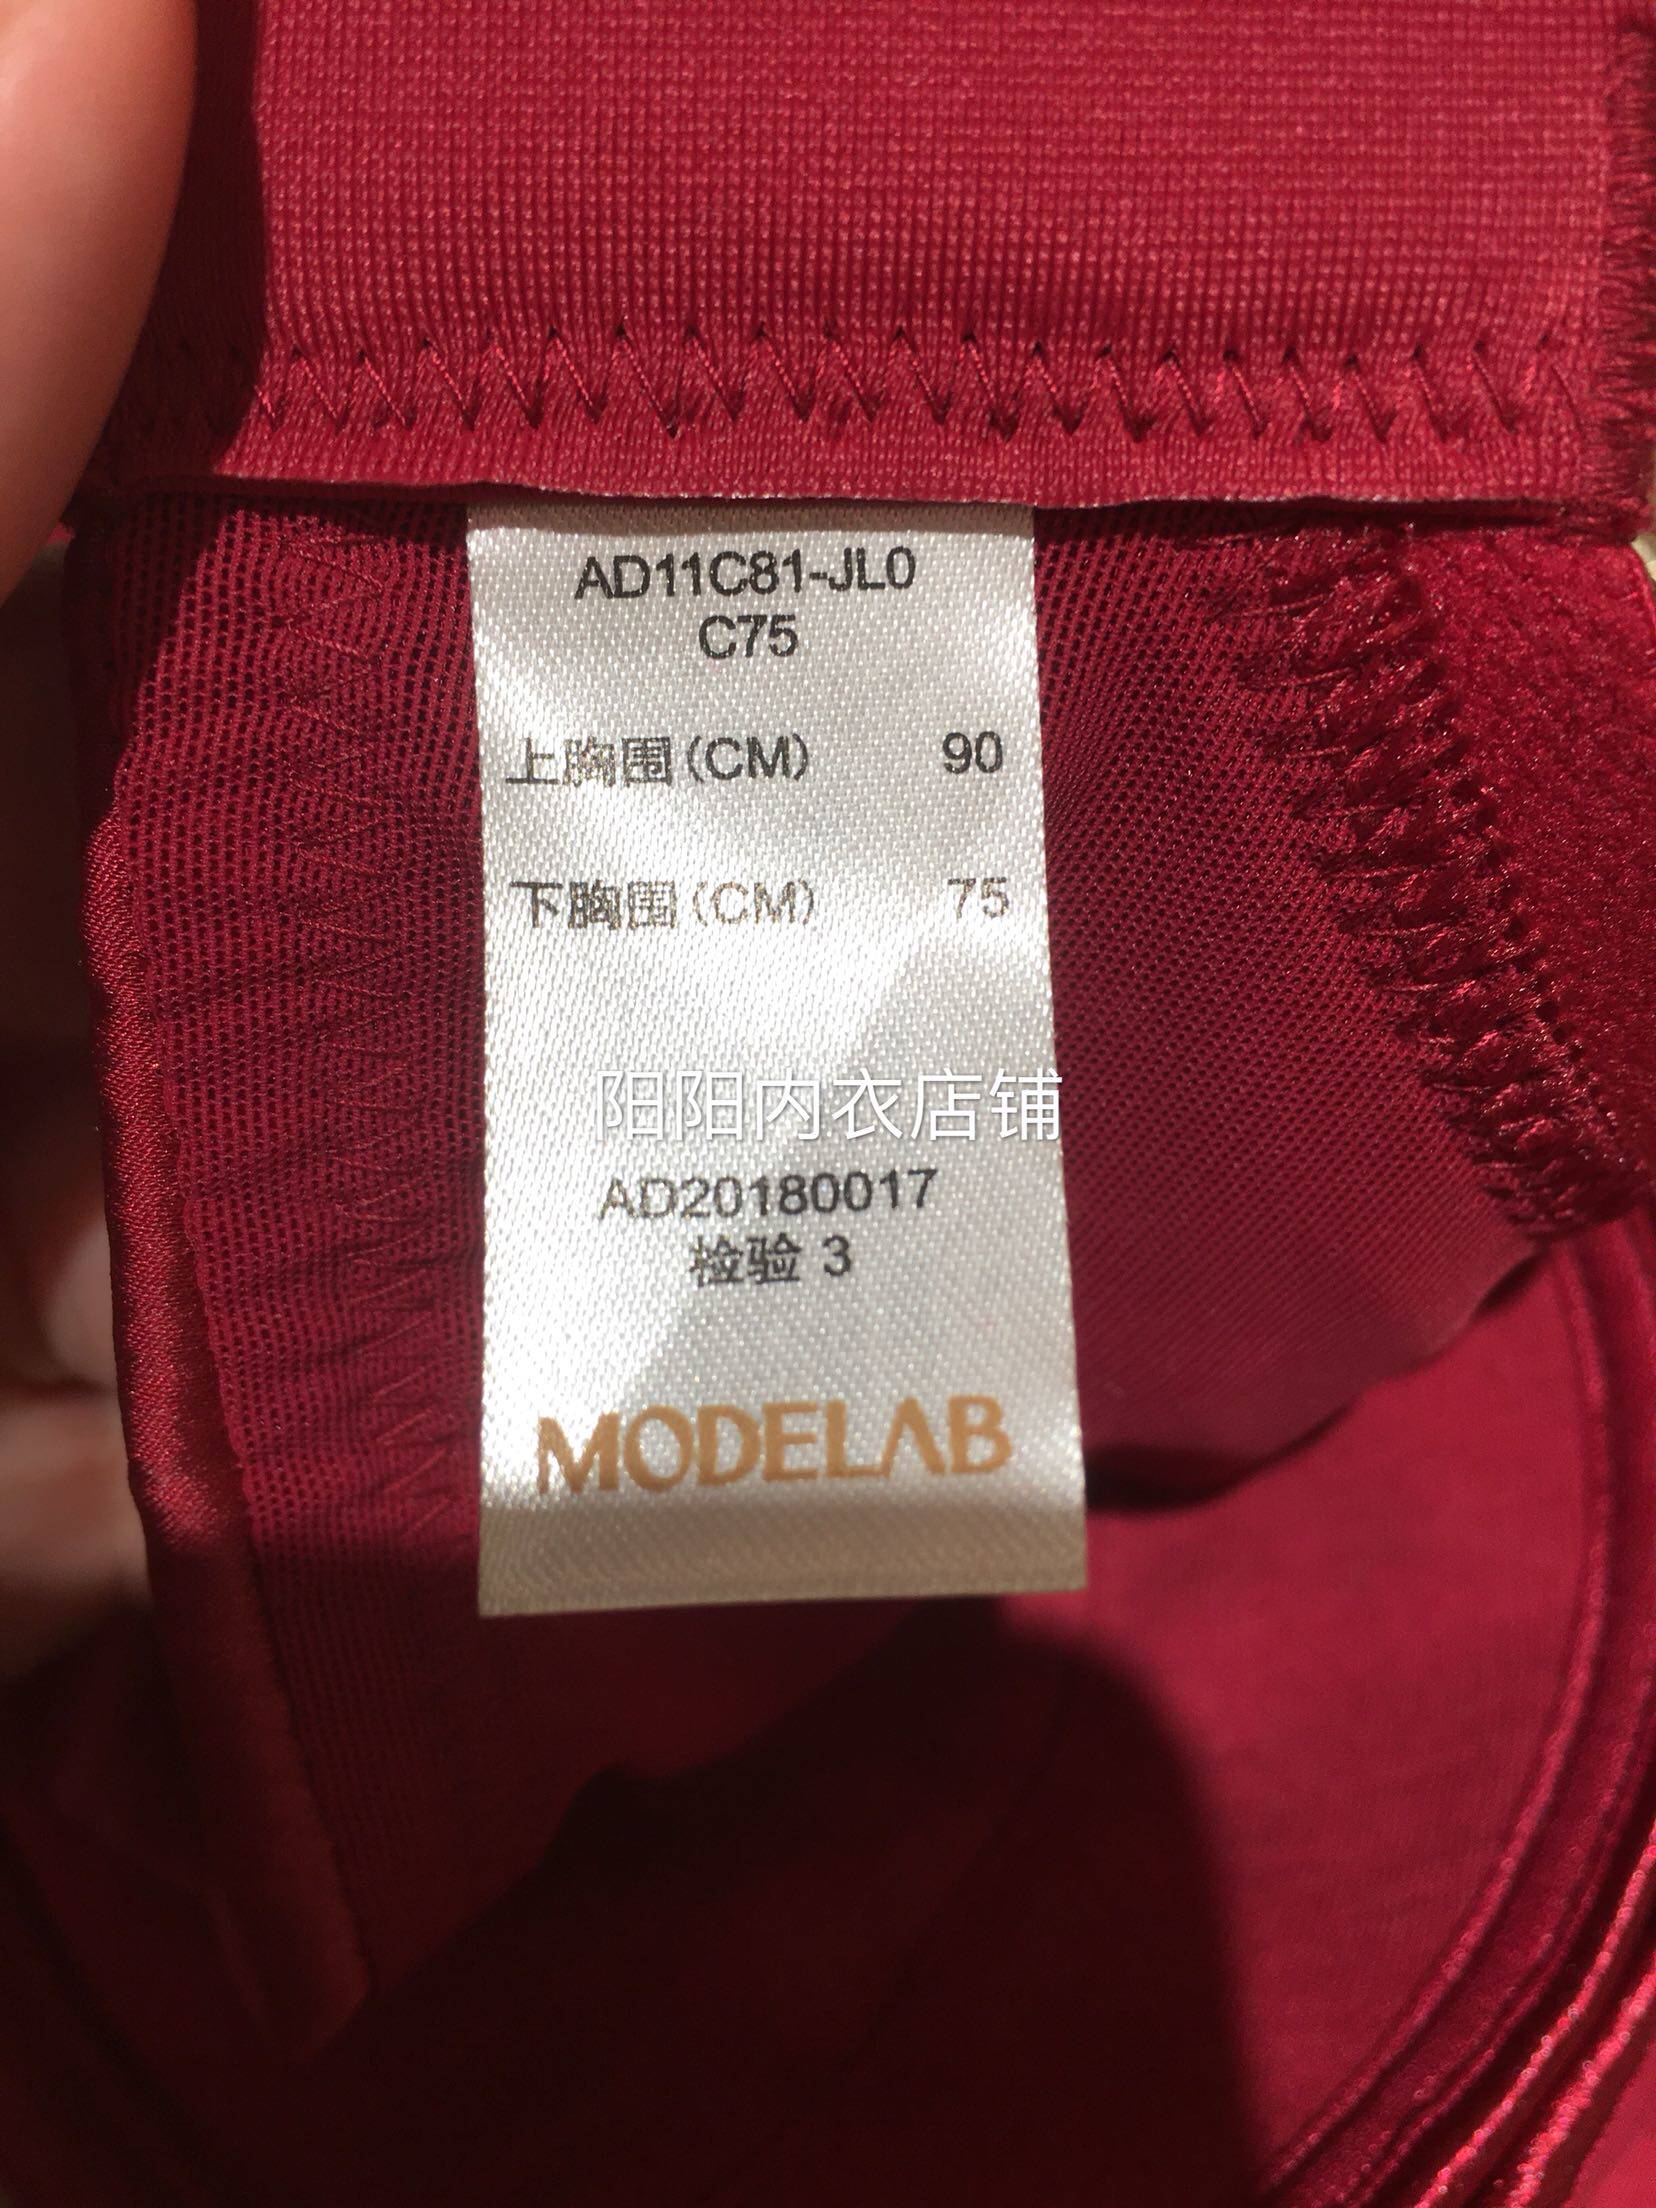 AD11C81-JL0
C75
上胸围(CM) 90
下胸围(CM) 75
阳阳内衣店铺
AD20180017
检验 3
MODELAB